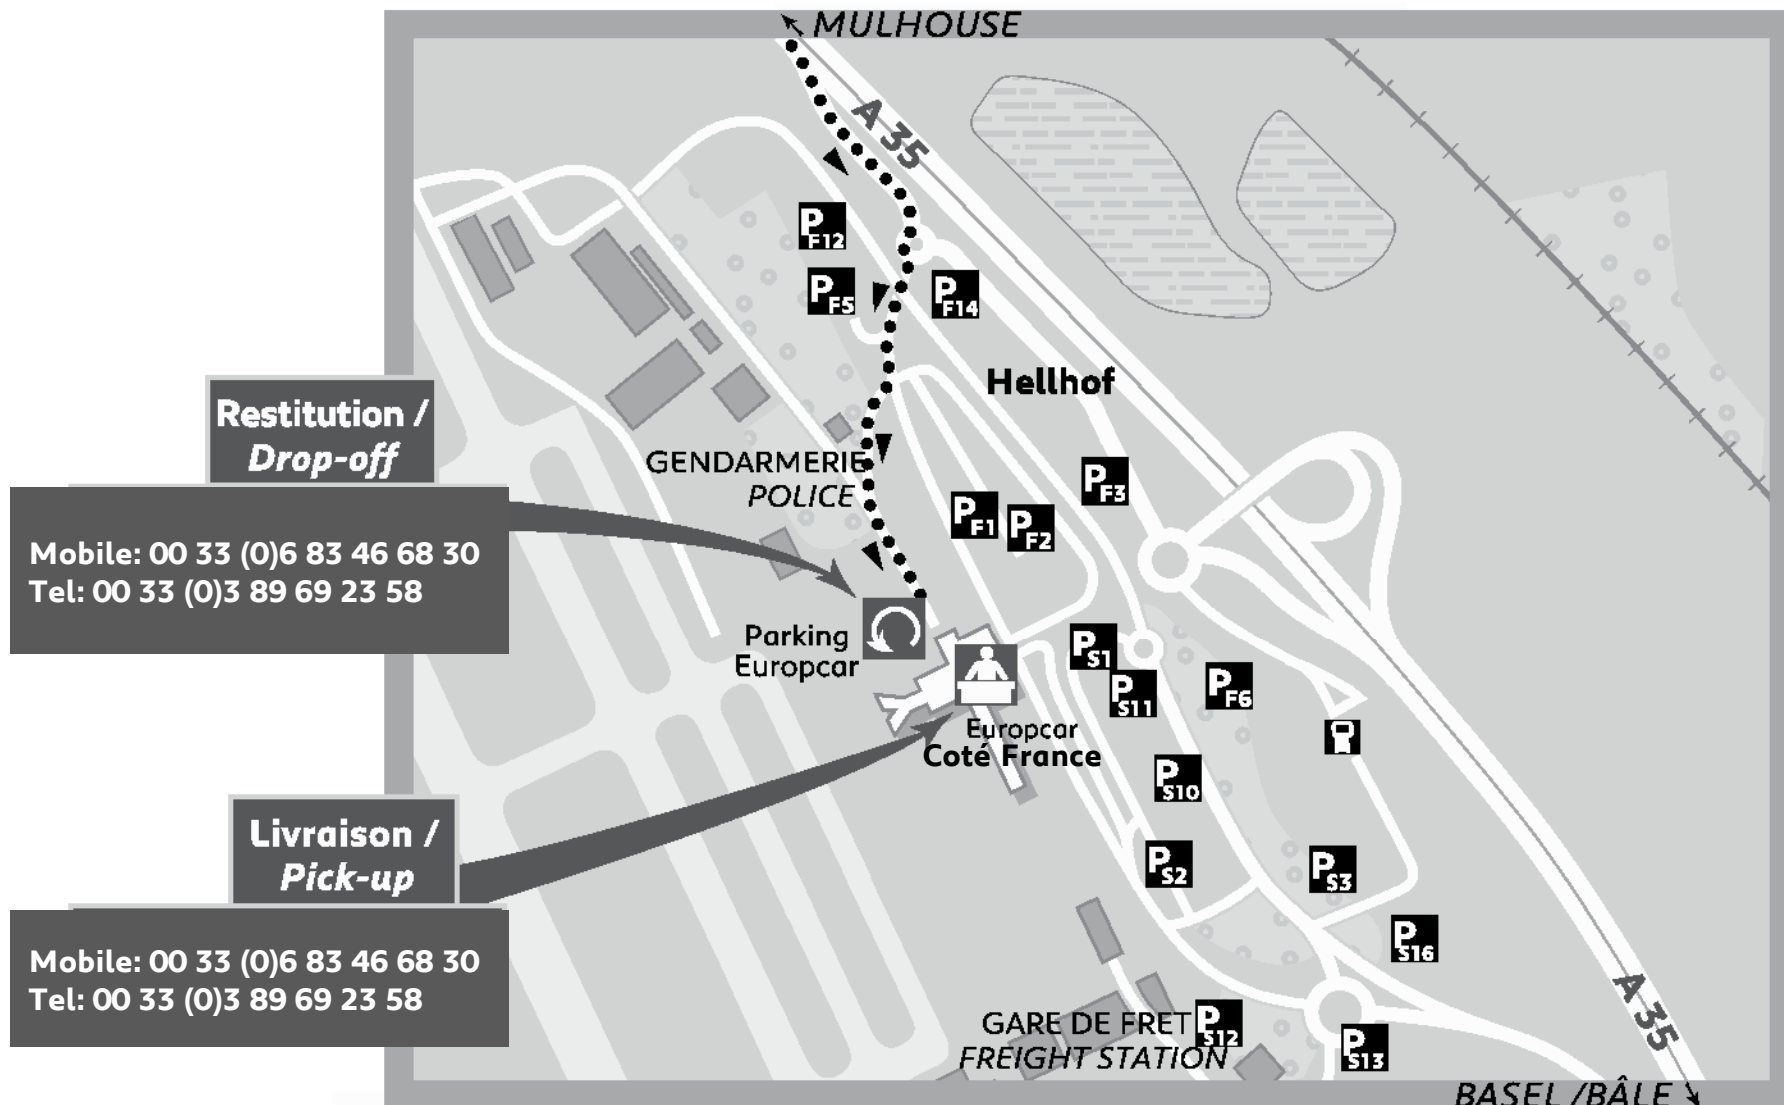 MULHOUSE
A 35
P F12
P F5
P F14
Hellhof
Restitution /
Drop-off
GENDARMERIE
POLICE
P F3
P F1
P F2
Mobile: 00 33 (0)6 83 46 68 30
Tel: 00 33 (0)3 89 69 23 58
Parking
Europcar
P S1
P S11
P F6
Europcar
Coté France
P S10
Livraison /
Pick-up
P S2
P S3
P S16
Mobile: 00 33 (0)6 83 46 68 30
Tel: 00 33 (0)3 89 69 23 58
GARE DE FRET
FREIGHT STATION
P S12
P S13
A 35
BASEL /BÂLE